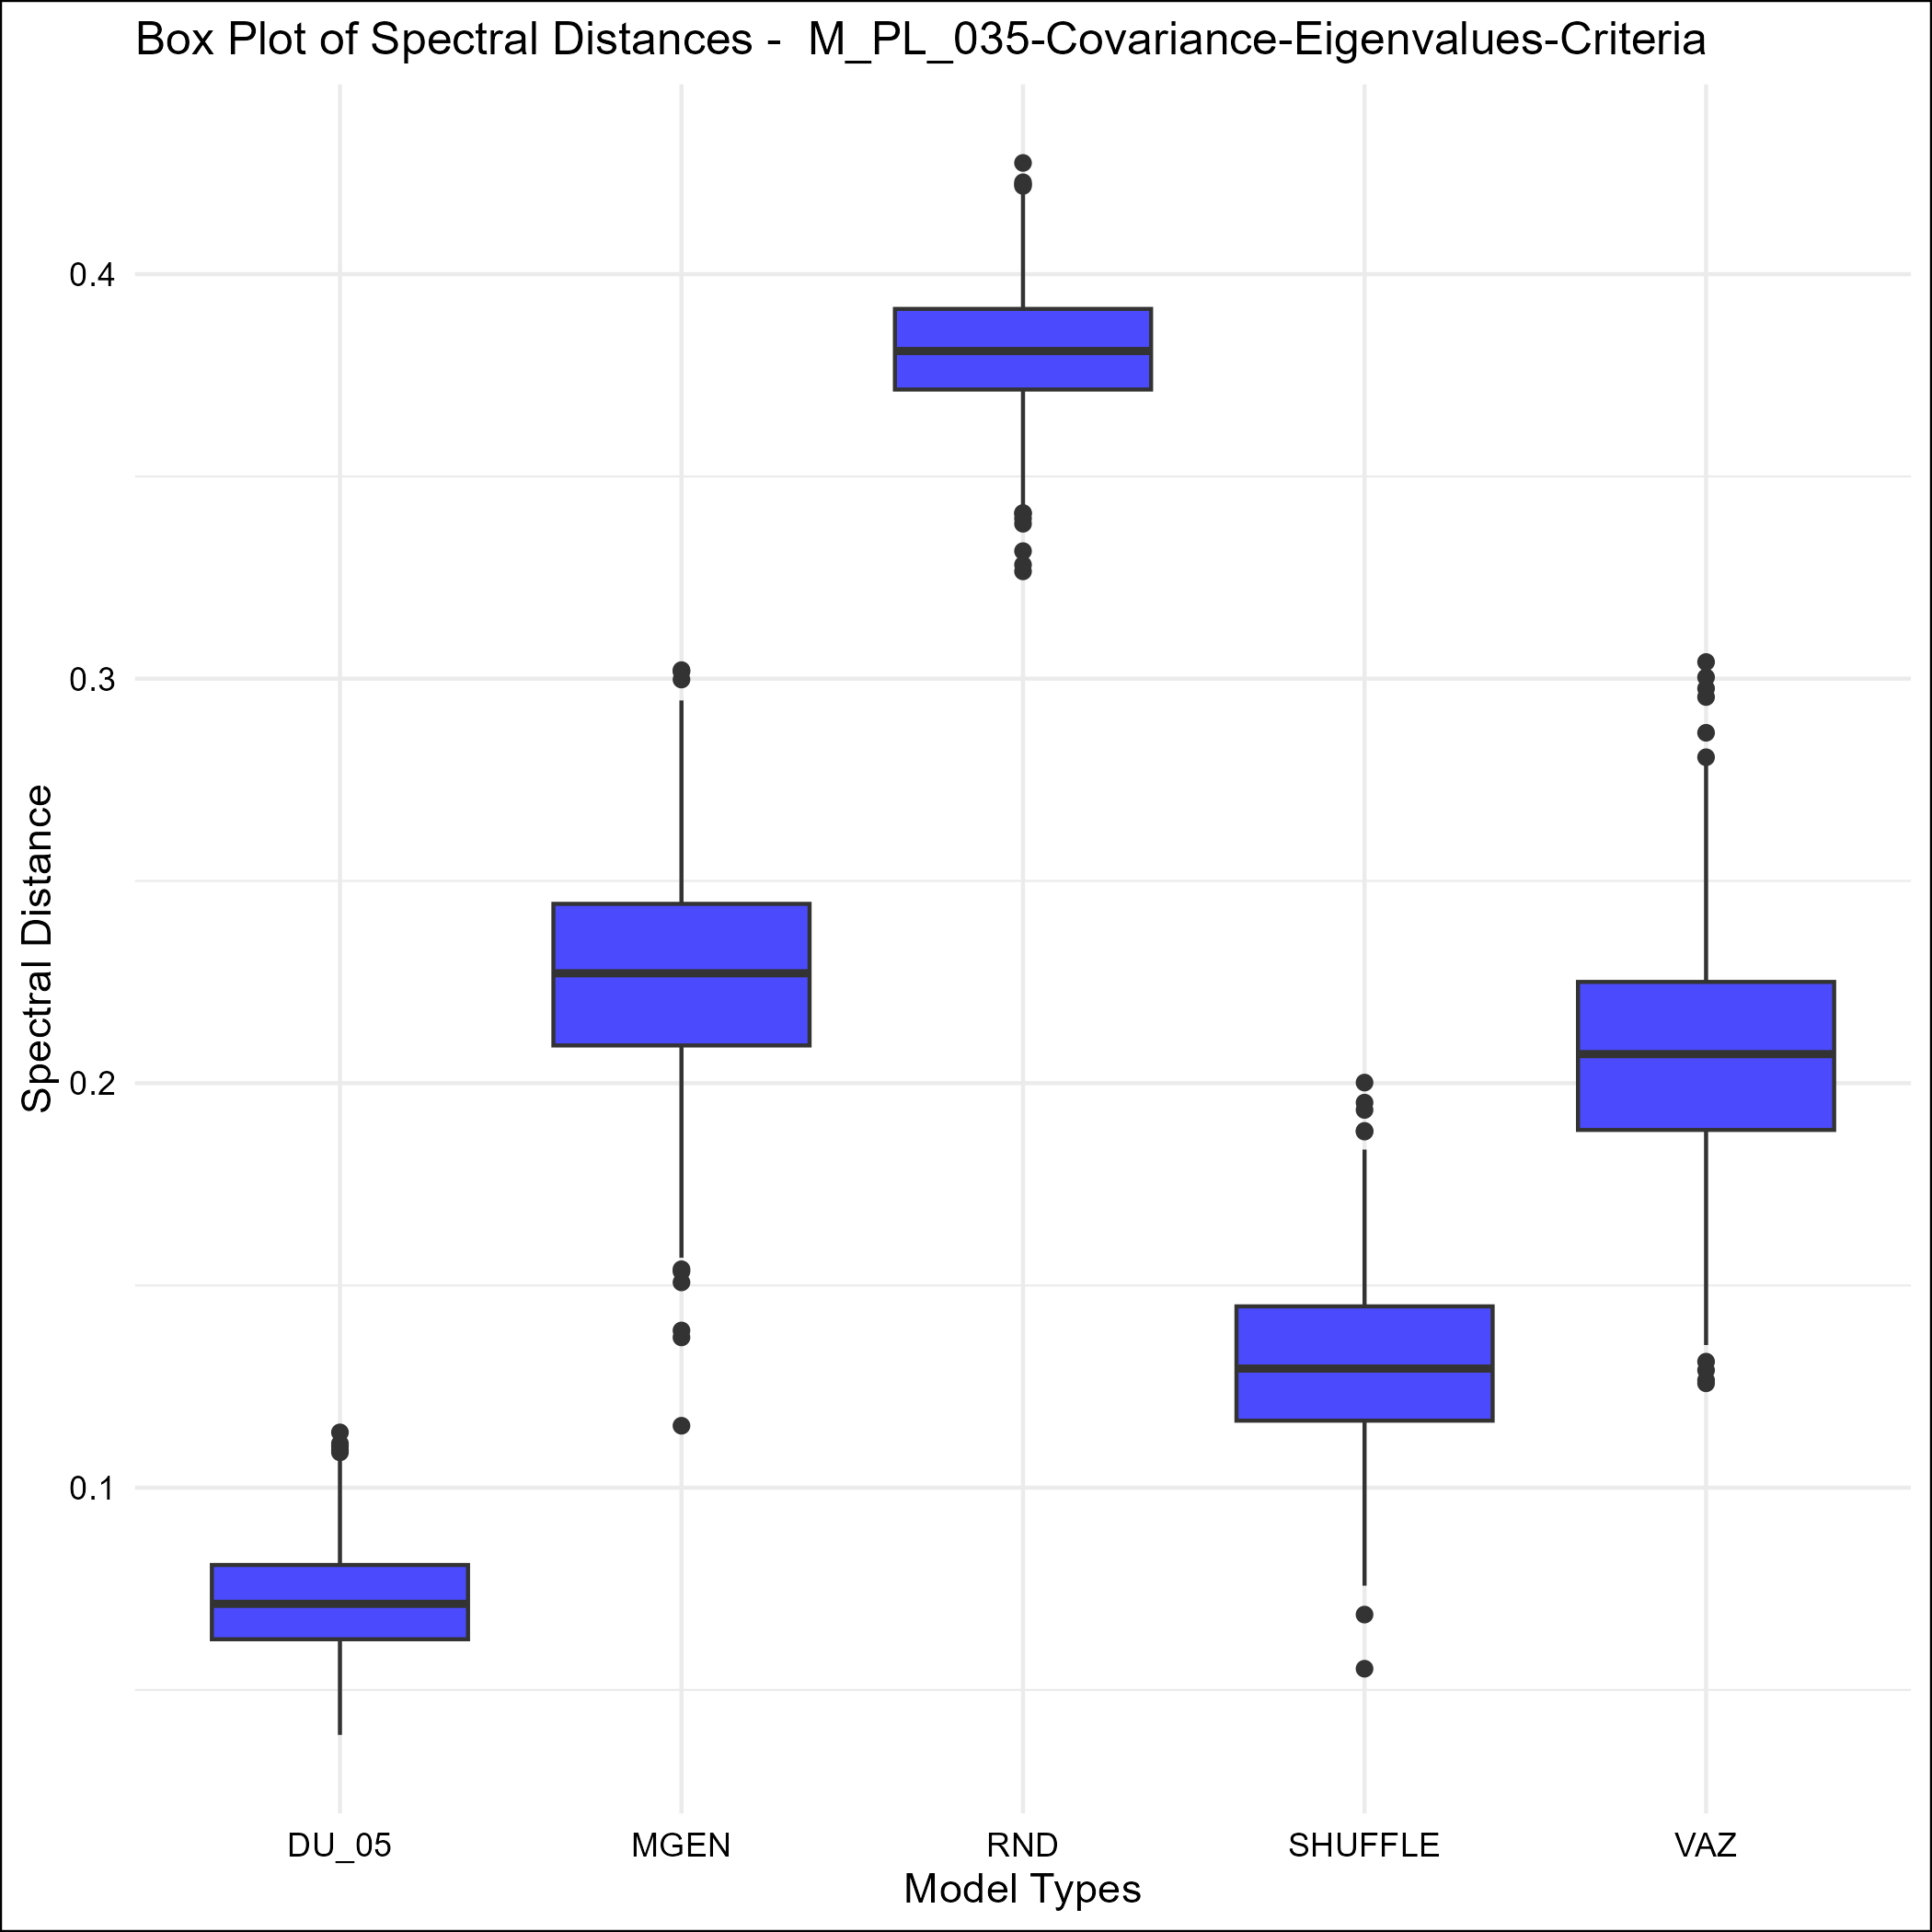 Box Plot of Spectral Distances -  M_PL_035-Covariance-Eigenvalues-Criteria
Spectral Distance
0.4
0.3
0.2
0.1
DU_05 MGEN RND SHUFFLE VAZ
Model Types